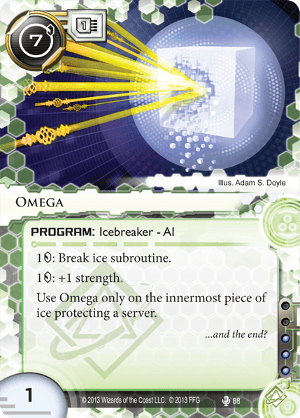 7
1
Illus. Adam S. Doyle
OMEGA
PROGRAM: Icebreaker - AI
1: Break ice subroutine.
1: +1 strength.
Use Omega only on the innermost piece of
ice protecting a server.
...and the end?
1
© 2013 Wizards of the Coast LLC. © 2013 FFG
88